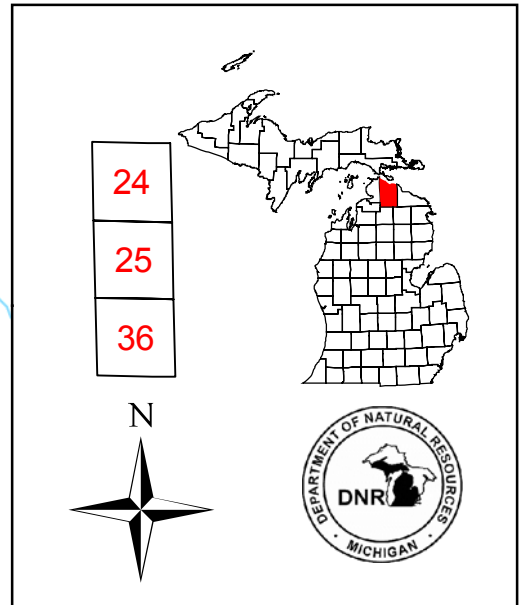 24
25
36
N
DEPARTMENT OF NATURAL RESOURCES
DNR
· MICHIGAN ·